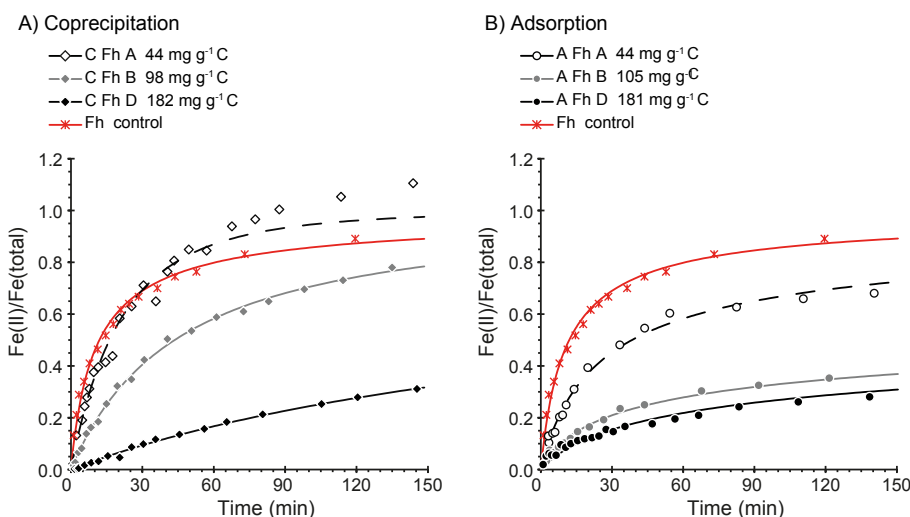 A) Coprecipitation
C Fh A 44 mg g⁻¹ C
C Fh B 98 mg g⁻¹ C
C Fh D 182 mg g⁻¹ C
Fh control
1.2
1.0
0.8
0.6
0.4
0.2
0.0
Fe(II)/Fe(total)
0 30 60 90 120 150
Time (min)
B) Adsorption
A Fh A 44 mg g⁻¹ C
A Fh B 105 mg g⁻C
A Fh D 181 mg g⁻¹ C
Fh control
1.2
1.0
0.8
0.6
0.4
0.2
0.0
Fe(II)/Fe(total)
0 30 60 90 120 150
Time (min)